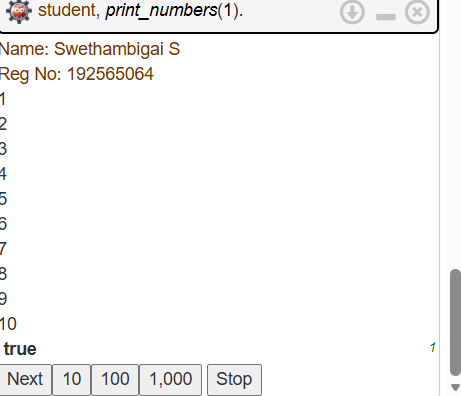 student, print_numbers(1).
Name: Swethambigai S
Reg No: 192565064
1
2
3
4
5
6
7
8
9
10
true 1
Next 10 100 1,000 Stop